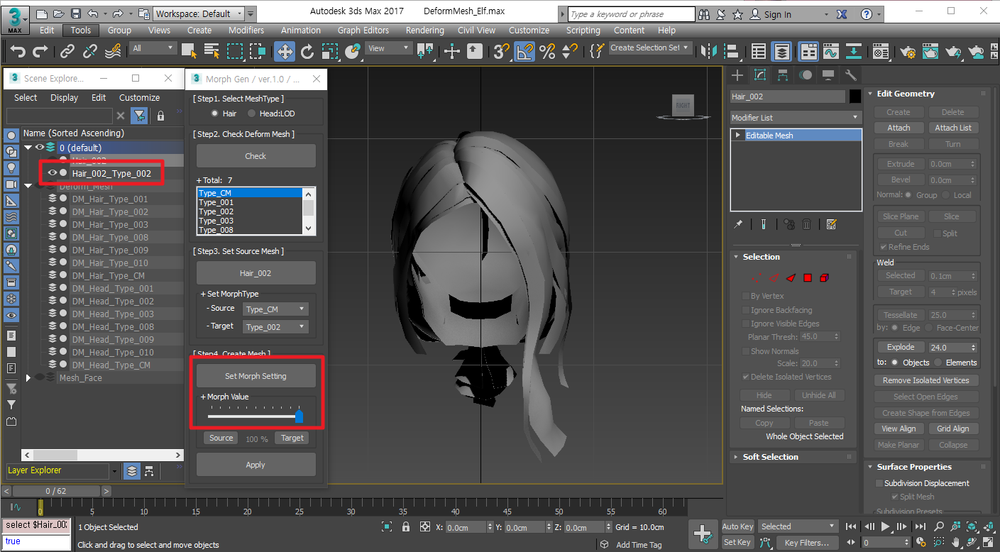 3
MAX
Workspace: Default
Autodesk 3ds Max 2017 DeformMesh_Elf.max
Type a keyword or phrase
Sign In
Edit Tools Group Views Create Modifiers Animation Graph Editors Rendering Civil View Customize Scripting Content Help
All
View
Create Selection Set
3 Scene Explore...
Select Display Edit Customize
Name (Sorted Ascending)
0 (default)
Hair_002
Hair_002_Type_002
Deform_Mesh
DM_Hair_Type_001
DM_Hair_Type_002
DM_Hair_Type_003
DM_Hair_Type_008
DM_Hair_Type_009
DM_Hair_Type_010
DM_Hair_Type_CM
DM_Head_Type_001
DM_Head_Type_002
DM_Head_Type_003
DM_Head_Type_008
DM_Head_Type_009
DM_Head_Type_010
DM_Head_Type_CM
Mesh_Face
Layer Explorer
3 Morph Gen / ver.1.0 / ...
[ Step1. Select MeshType ]
Hair Head:LOD
[ Step2. Check Deform Mesh ]
Check
+ Total: 7
Type_CM
Type_001
Type_002
Type_003
Type_008
[ Step3. Set Source Mesh ]
Hair_002
+ Set MorphType
- Source Type_CM
- Target Type_002
[ Step4. Create Mesh ]
Set Morph Setting
+ Morph Value
Source 100 % Target
Apply
RIGHT
Hair_002
Modifier List
Editable Mesh
Selection
By Vertex
Ignore Backfacing
Ignore Visible Edges
Planar Thresh: 45.0
Show Normals
Scale: 20.0
Delete Isolated Vertices
Hide Unhide All
Named Selections:
Copy Paste
Whole Object Selected
Soft Selection
Edit Geometry
Create Delete
Attach Attach List
Break Turn
Extrude 0.0cm
Bevel 0.0cm
Normal: Group Local
Slice Plane Slice
Cut Split
Refine Ends
Weld
Selected 0.1cm
Target 4 pixels
Tessellate 25.0
by: Edge Face-Center
Explode 24.0
to: Objects Elements
Remove Isolated Vertices
Select Open Edges
Create Shape from Edges
View Align Grid Align
Make Planar Collapse
Surface Properties
Subdivision Displacement
Split Mesh
Subdivision Presets
< 0 / 62 >
0 5 10 15 20 25 30 35 40 45 50 55 60
select $Hair_00
true
1 Object Selected
Click and drag to select and move objects
X: 0.0cm Y: 0.0cm Z: 0.0cm Grid = 10.0cm
Add Time Tag
Auto Key Selected
Set Key Key Filters...
0